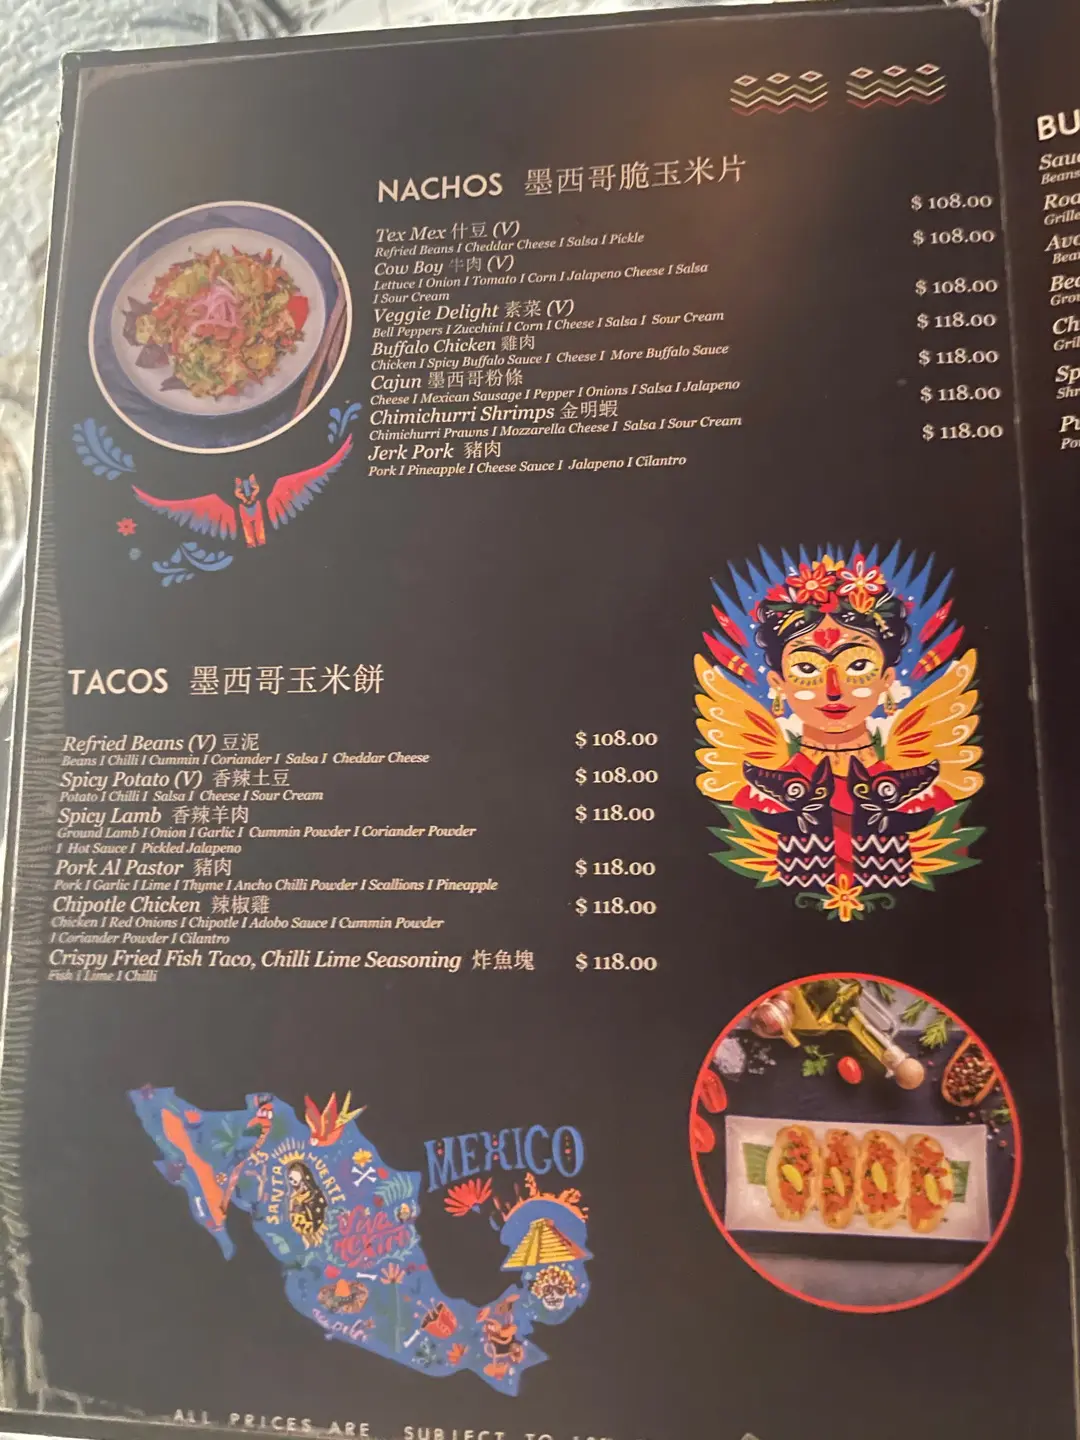 NACHOS 墨西哥脆玉米片
Tex Mex 什豆 (V) $ 108.00
Refried Beans I Cheddar Cheese I Salsa I Pickle
Cow Boy 牛肉 (V) $ 108.00
Lettuce I Onion I Tomato I Corn I Jalapeno Cheese I Salsa
I Sour Cream
Veggie Delight 素菜 (V) $ 108.00
Bell Peppers I Zucchini I Corn I Cheese I Salsa I Sour Cream
Buffalo Chicken 雞肉 $ 118.00
Chicken I Spicy Buffalo Sauce I Cheese I More Buffalo Sauce
Cajun 墨西哥粉條 $ 118.00
Cheese I Mexican Sausage I Pepper I Onions I Salsa I Jalapeno
Chimichurri Shrimps 金明蝦 $ 118.00
Chimichurri Prawns I Mozzarella Cheese I Salsa I Sour Cream
Jerk Pork 豬肉 $ 118.00
Pork I Pineapple I Cheese Sauce I Jalapeno I Cilantro
TACOS 墨西哥玉米餅
Refried Beans (V) 豆泥 $ 108.00
Beans I Chilli I Cummin I Coriander I Salsa I Cheddar Cheese
Spicy Potato (V) 香辣土豆 $ 108.00
Potato I Chilli I Salsa I Cheese I Sour Cream
Spicy Lamb 香辣羊肉 $ 118.00
Ground Lamb I Onion I Garlic I Cummin Powder I Coriander Powder
I Hot Sauce I Pickled Jalapeno
Pork Al Pastor 豬肉 $ 118.00
Pork I Garlic I Lime I Thyme I Ancho Chilli Powder I Scallions I Pineapple
Chipotle Chicken 辣椒雞 $ 118.00
Chicken I Red Onions I Chipotle I Adobo Sauce I Cummin Powder
I Coriander Powder I Cilantro
Crispy Fried Fish Taco, Chilli Lime Seasoning 炸魚塊 $ 118.00
Fish I Lime I Chilli
MEXICO
SANTA MUERTE
Viva
Mexico
ALL PRICES ARE SUBJECT TO